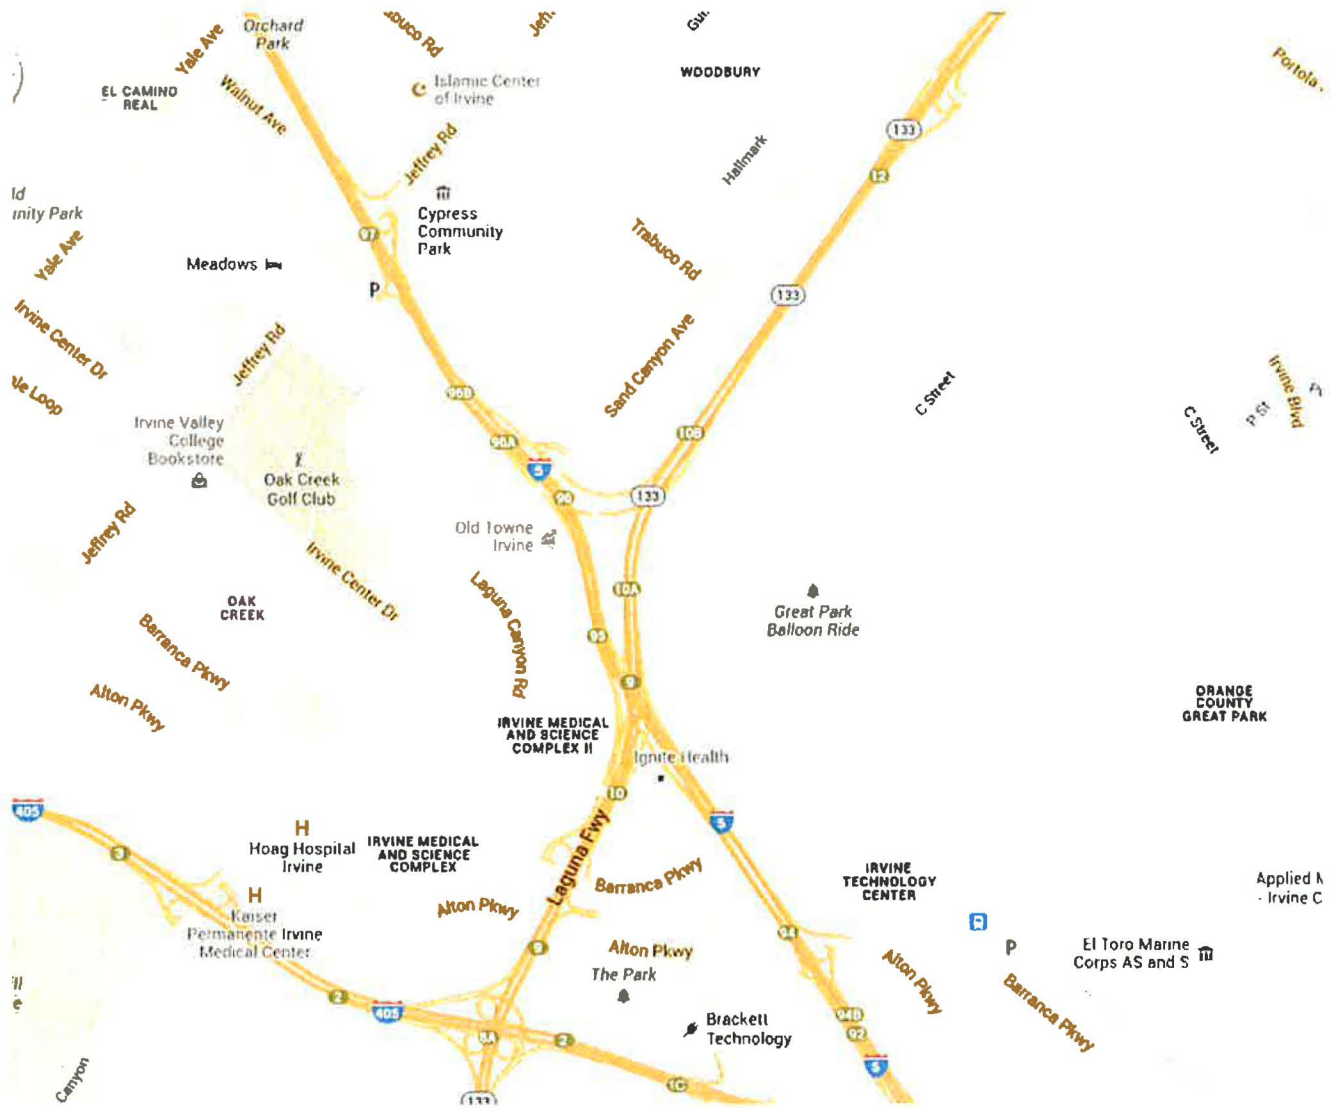 Orchard
Park
Yale Ave
Rd
WOODBURY
EL CAMINO
REAL
Walnut Ave
Islamic Center
of Irvine
133
Jeffrey Rd
Hallmark
12
nity Park
Cypress
Community
Park
97
Yale Ave
Meadows
P
Trabuco Rd
133
Irvine Center Dr
Jeffrey Rd
Sand Canyon Ave
Loop
96B
C Street
C Street
P St
Irvine Blvd
Irvine Valley
College
Bookstore
96A
10B
5
Oak Creek
Golf Club
133
Jeffrey Rd
Old Towne
Irvine
Irvine Center Dr
10A
Great Park
Balloon Ride
OAK
CREEK
Laguna Canyon Rd
95
Barranca Pkwy
9
Alton Pkwy
ORANGE
COUNTY
GREAT PARK
IRVINE MEDICAL
AND SCIENCE
COMPLEX II
Ignite Health
10
405
5
3
H
Hoag Hospital
Irvine
IRVINE MEDICAL
AND SCIENCE
COMPLEX
Laguna Fwy
Barranca Pkwy
IRVINE
TECHNOLOGY
CENTER
Applied
- Irvine C
H
Kaiser
Permanente Irvine
Medical Center
Alton Pkwy
94
9
Alton Pkwy
P
El Toro Marine
Corps AS and S
The Park
Alton Pkwy
Barranca Pkwy
2
405
94B
92
Brackett
Technology
8A
2
5
1C
Canyon
133